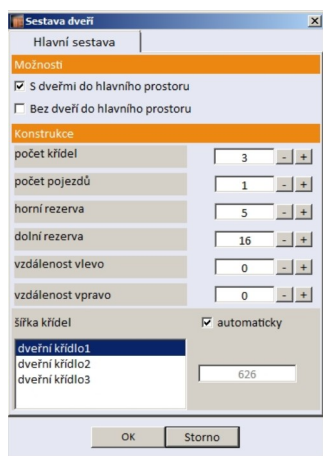 Sestava dveří
Hlavní sestava
Možnosti
S dveřmi do hlavního prostoru
Bez dveří do hlavního prostoru
Konstrukce
počet křídel 3 - +
počet pojezdů 1 - +
horní rezerva 5 - +
dolní rezerva 16 - +
vzdálenost vlevo 0 - +
vzdálenost vpravo 0 - +
šířka křídel automaticky
dveřní křídlo1
dveřní křídlo2
dveřní křídlo3
626
OK Storno